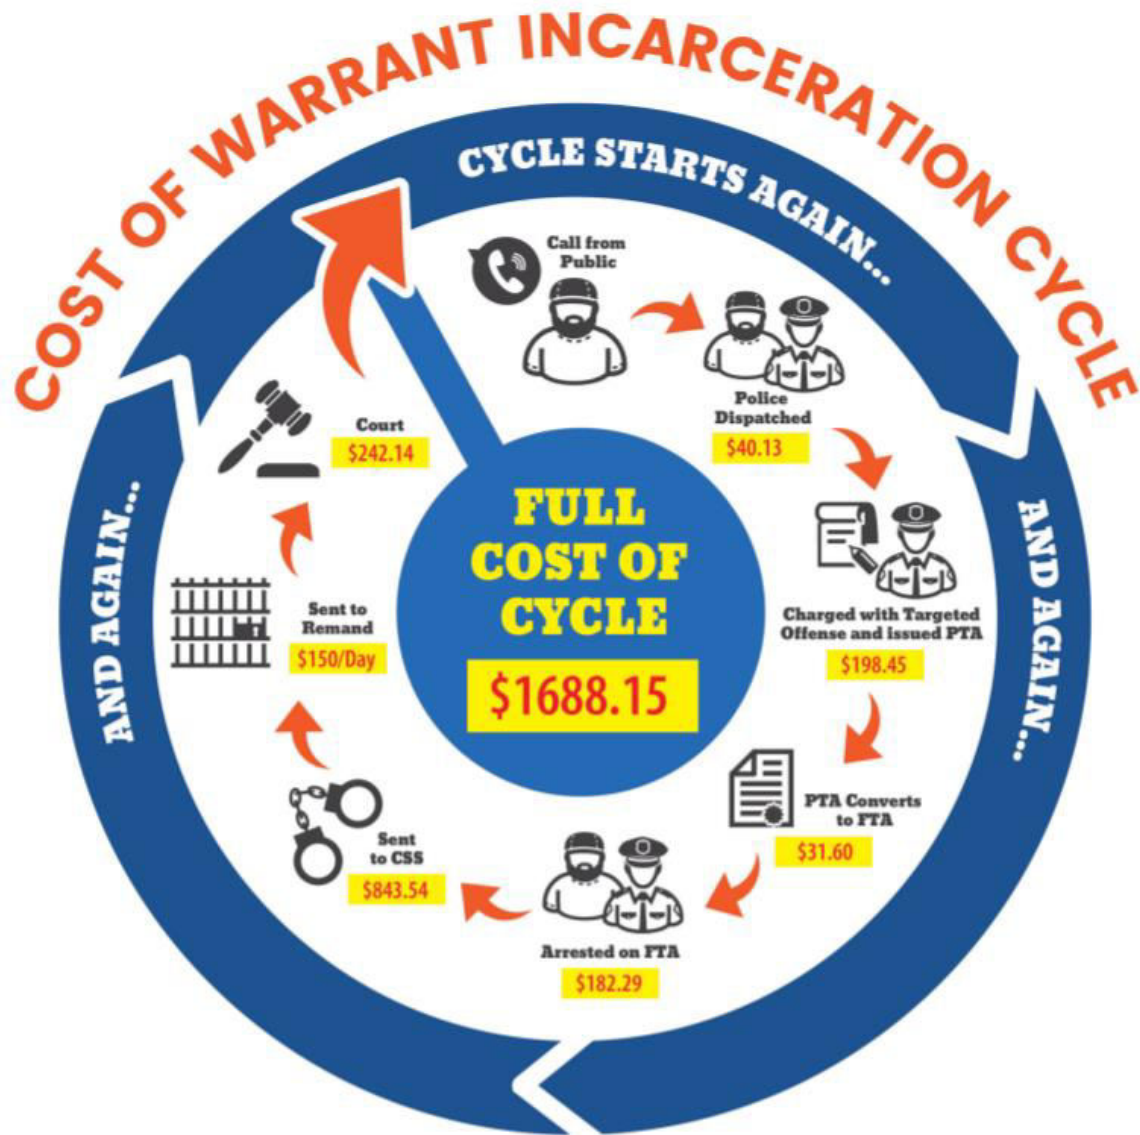 COST OF WARRANT INCARCERATION CYCLE
CYCLE STARTS AGAIN...
AND AGAIN...
AND AGAIN...
Call from
Public
Police
Dispatched
$40.13
Charged with Targeted
Offense and issued PTA
$198.45
PTA Converts
to FTA
$31.60
Arrested on FTA
$182.29
Sent
to CSS
$843.54
Sent to
Remand
$150/Day
Court
$242.14
FULL
COST OF
CYCLE
$1688.15